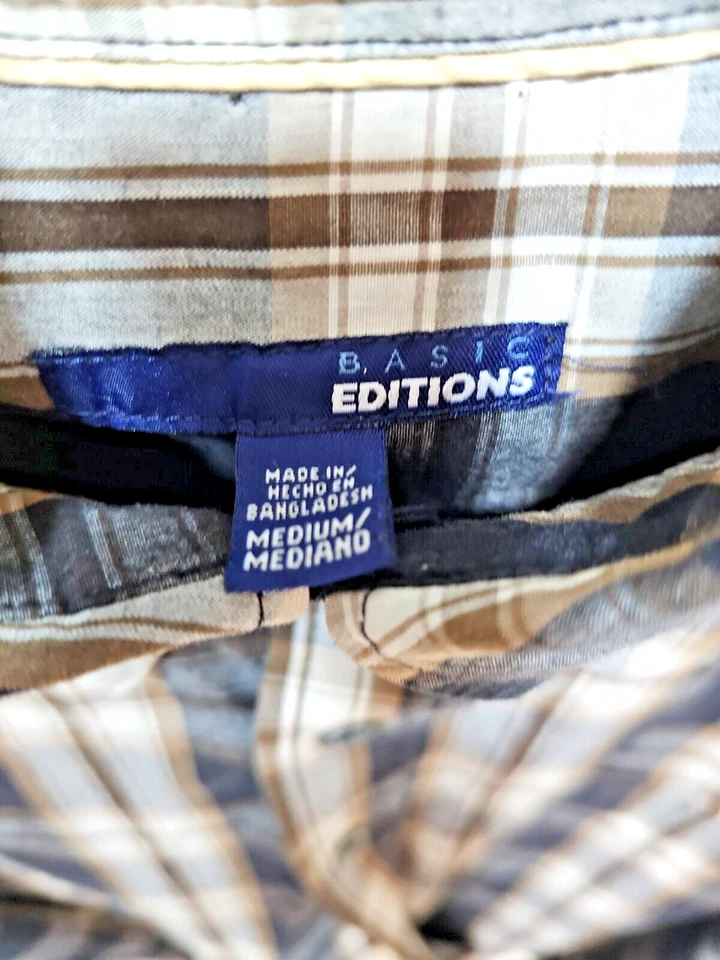 BASIC
EDITIONS
MADE IN/
HECHO EN
BANGLADESH
MEDIUM/
MEDIANO